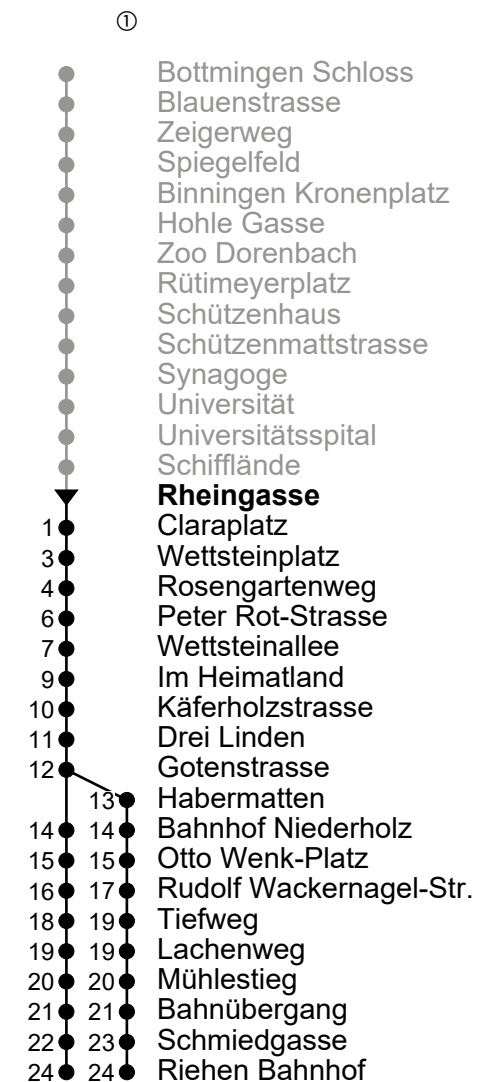 ①
Bottmingen Schloss
Blauenstrasse
Zeigerweg
Spiegelfeld
Binningen Kronenplatz
Hohle Gasse
Zoo Dorenbach
Rütimeyerplatz
Schützenhaus
Schützenmattstrasse
Synagoge
Universität
Universitätsspital
Schifflände
Rheingasse
1 Claraplatz
3 Wettsteinplatz
4 Rosengartenweg
6 Peter Rot-Strasse
7 Wettsteinallee
9 Im Heimatland
10 Käferholzstrasse
11 Drei Linden
12 Gotenstrasse
13 Habermatten
14 14 Bahnhof Niederholz
15 15 Otto Wenk-Platz
16 17 Rudolf Wackernagel-Str.
18 19 Tiefweg
19 19 Lachenweg
20 20 Mühlestieg
21 21 Bahnübergang
22 23 Schmiedgasse
24 24 Riehen Bahnhof